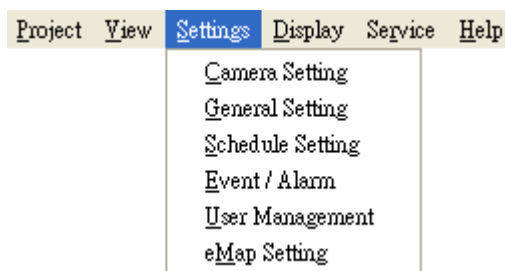 Project View Settings Display Service Help
Camera Setting
General Setting
Schedule Setting
Event / Alarm
User Management
eMap Setting